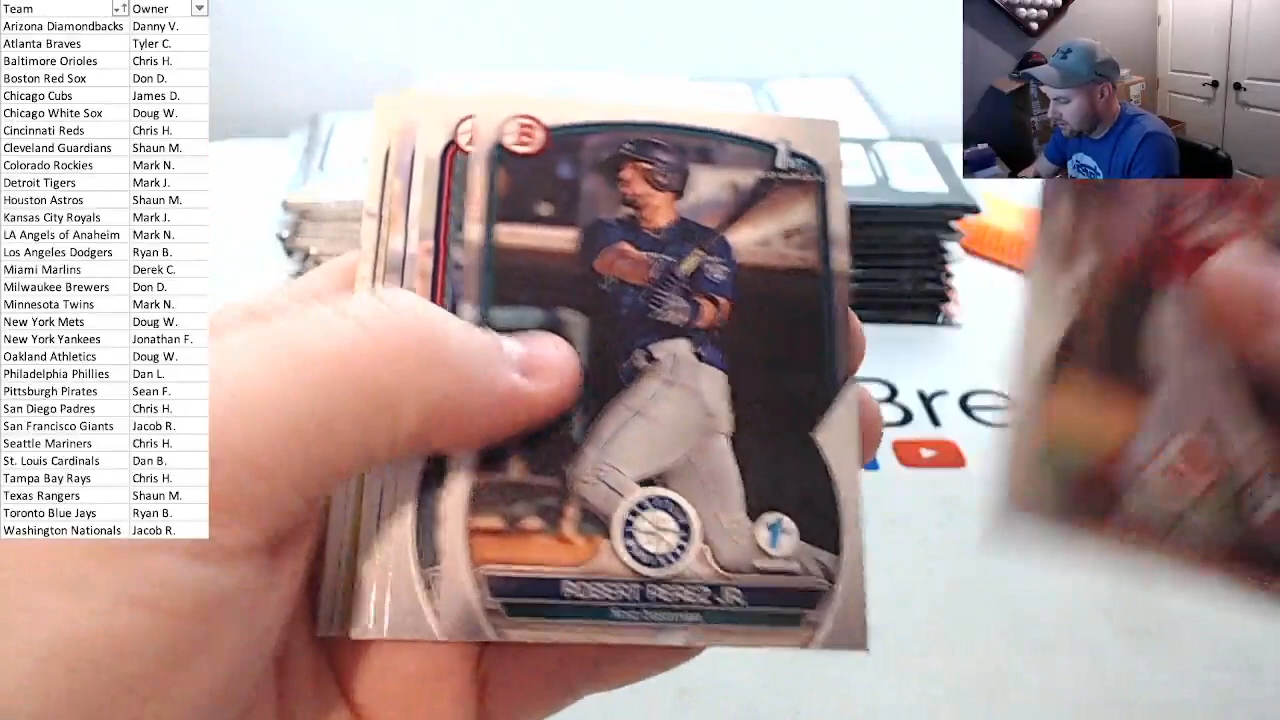 Team Owner
Arizona Diamondbacks Danny V.
Atlanta Braves Tyler C.
Baltimore Orioles Chris H.
Boston Red Sox Don D.
Chicago Cubs James D.
Chicago White Sox Doug W.
Cincinnati Reds Chris H.
Cleveland Guardians Shaun M.
Colorado Rockies Mark N.
Detroit Tigers Mark J.
Houston Astros Shaun M.
Kansas City Royals Mark J.
LA Angels of Anaheim Mark N.
Los Angeles Dodgers Ryan B.
Miami Marlins Derek C.
Milwaukee Brewers Don D.
Minnesota Twins Mark N.
New York Mets Doug W.
New York Yankees Jonathan F.
Oakland Athletics Doug W.
Philadelphia Phillies Dan L.
Pittsburgh Pirates Sean F.
San Diego Padres Chris H.
San Francisco Giants Jacob R.
Seattle Mariners Chris H.
St. Louis Cardinals Dan B.
Tampa Bay Rays Chris H.
Texas Rangers Shaun M.
Toronto Blue Jays Ryan B.
Washington Nationals Jacob R.
B
ROBERT PEREZ JR.
Bre